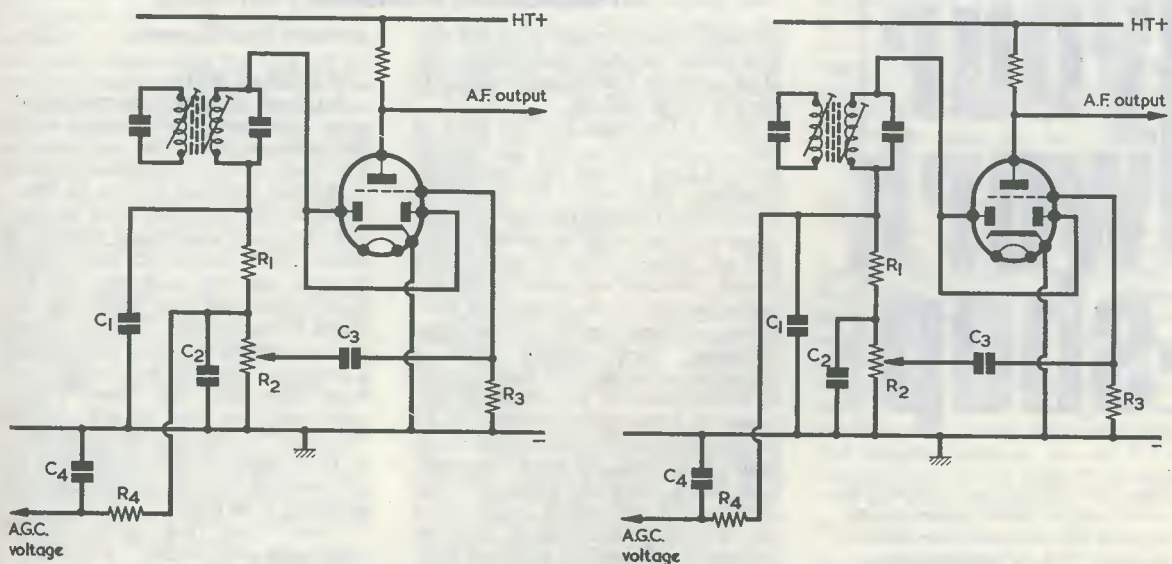 HT+
A.F. output
R1
C1
C2
C3
R2
R3
C4
R4
A.G.C.
voltage
HT+
A.F. output
R1
C1
C2
C3
R2
R3
C4
R4
A.G.C.
voltage